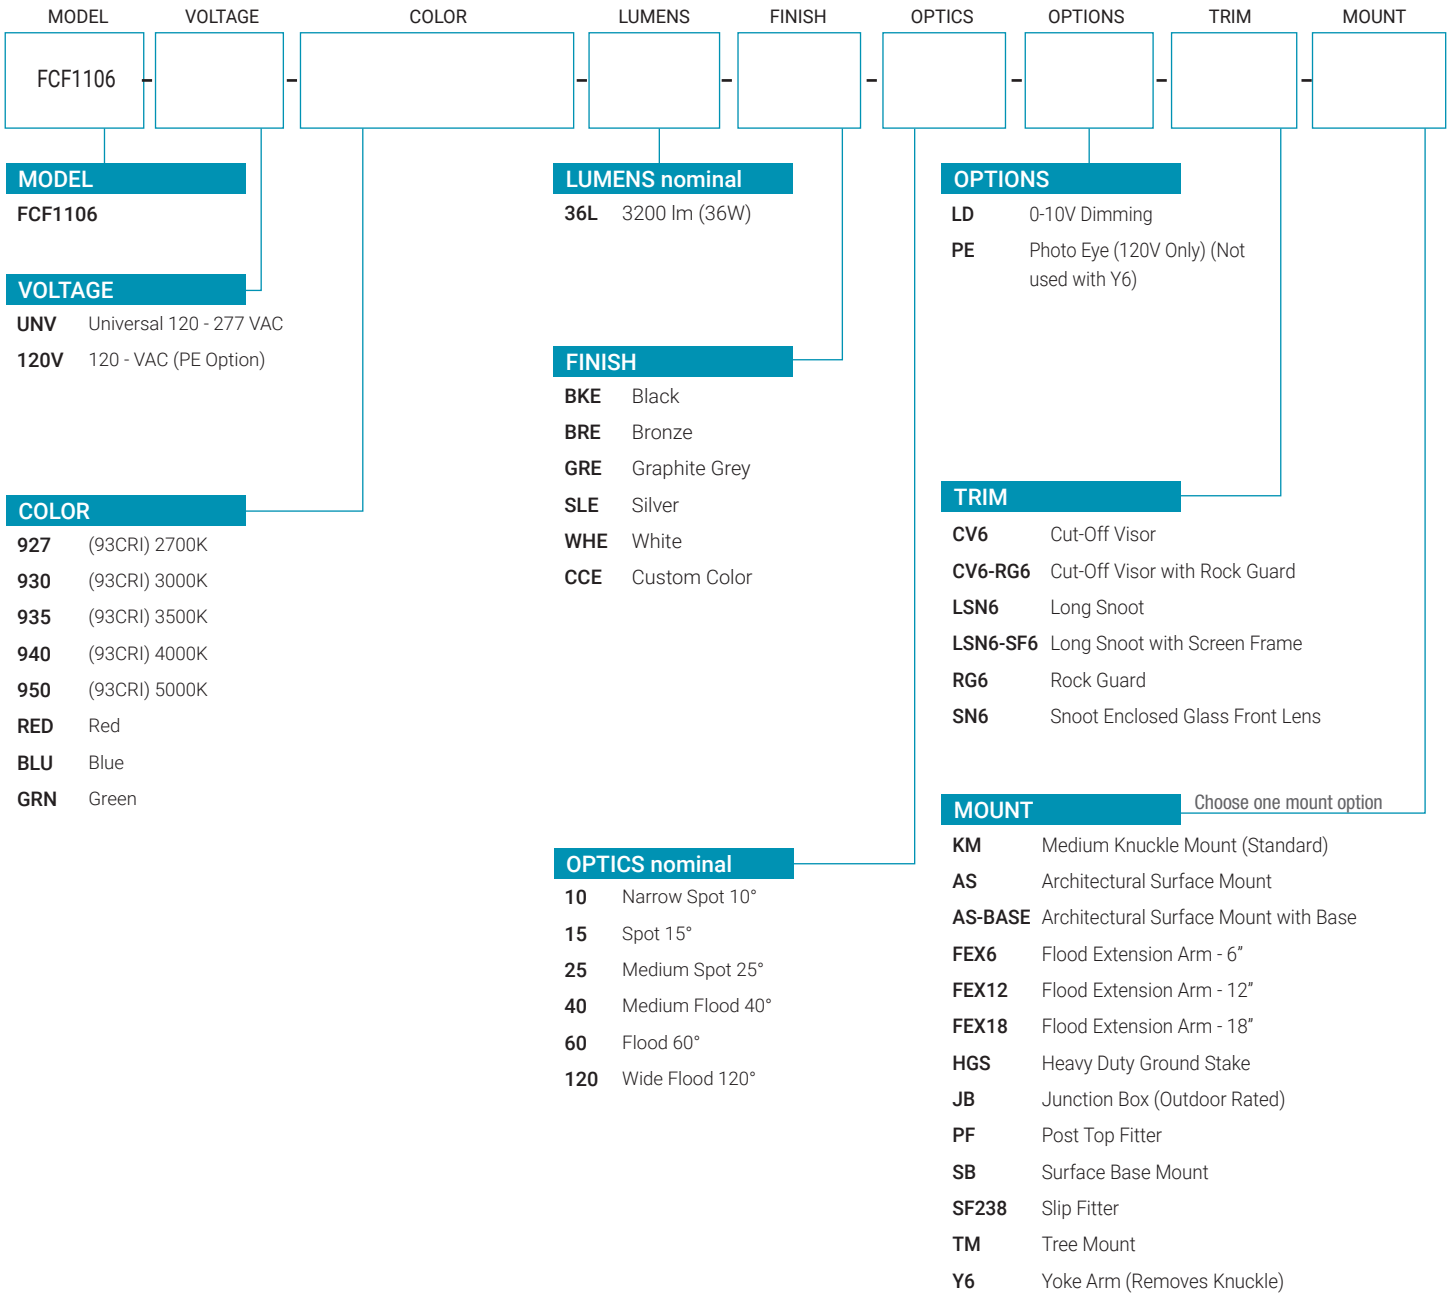 MODEL VOLTAGE COLOR LUMENS FINISH OPTICS OPTIONS TRIM MOUNT
FCF1106 - - - - - - - -
MODEL
FCF1106
VOLTAGE
UNV Universal 120 - 277 VAC
120V 120 - VAC (PE Option)
COLOR
927 (93CRI) 2700K
930 (93CRI) 3000K
935 (93CRI) 3500K
940 (93CRI) 4000K
950 (93CRI) 5000K
RED Red
BLU Blue
GRN Green
LUMENS nominal
36L 3200 lm (36W)
FINISH
BKE Black
BRE Bronze
GRE Graphite Grey
SLE Silver
WHE White
CCE Custom Color
OPTICS nominal
10 Narrow Spot 10°
15 Spot 15°
25 Medium Spot 25°
40 Medium Flood 40°
60 Flood 60°
120 Wide Flood 120°
OPTIONS
LD 0-10V Dimming
PE Photo Eye (120V Only) (Not
used with Y6)
TRIM
CV6 Cut-Off Visor
CV6-RG6 Cut-Off Visor with Rock Guard
LSN6 Long Snoot
LSN6-SF6 Long Snoot with Screen Frame
RG6 Rock Guard
SN6 Snoot Enclosed Glass Front Lens
MOUNT Choose one mount option
KM Medium Knuckle Mount (Standard)
AS Architectural Surface Mount
AS-BASE Architectural Surface Mount with Base
FEX6 Flood Extension Arm - 6”
FEX12 Flood Extension Arm - 12”
FEX18 Flood Extension Arm - 18”
HGS Heavy Duty Ground Stake
JB Junction Box (Outdoor Rated)
PF Post Top Fitter
SB Surface Base Mount
SF238 Slip Fitter
TM Tree Mount
Y6 Yoke Arm (Removes Knuckle)